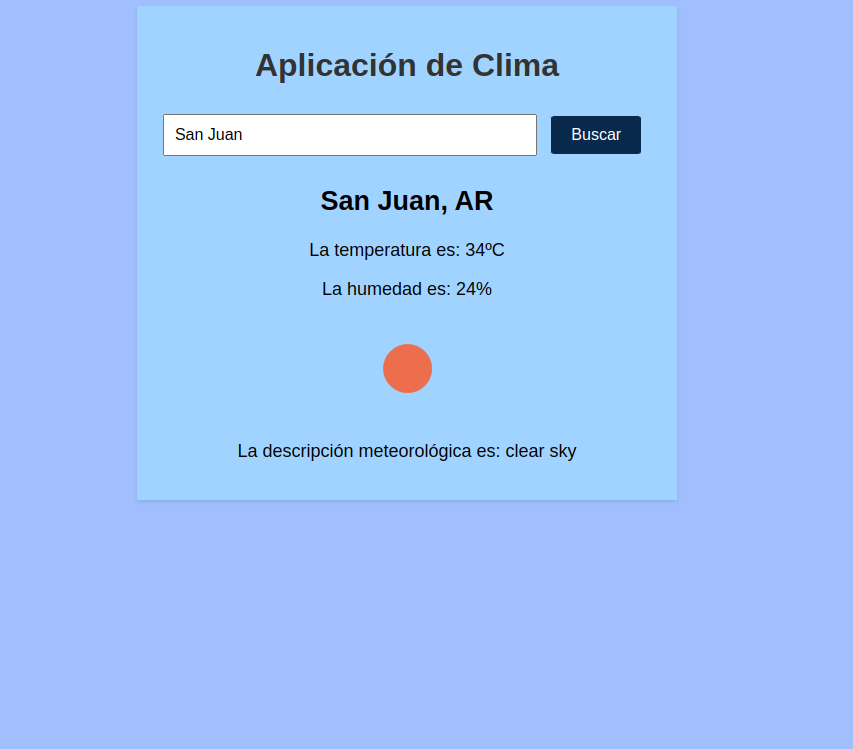 Aplicación de Clima
San Juan
Buscar
San Juan, AR
La temperatura es: 34ºC
La humedad es: 24%
La descripción meteorológica es: clear sky